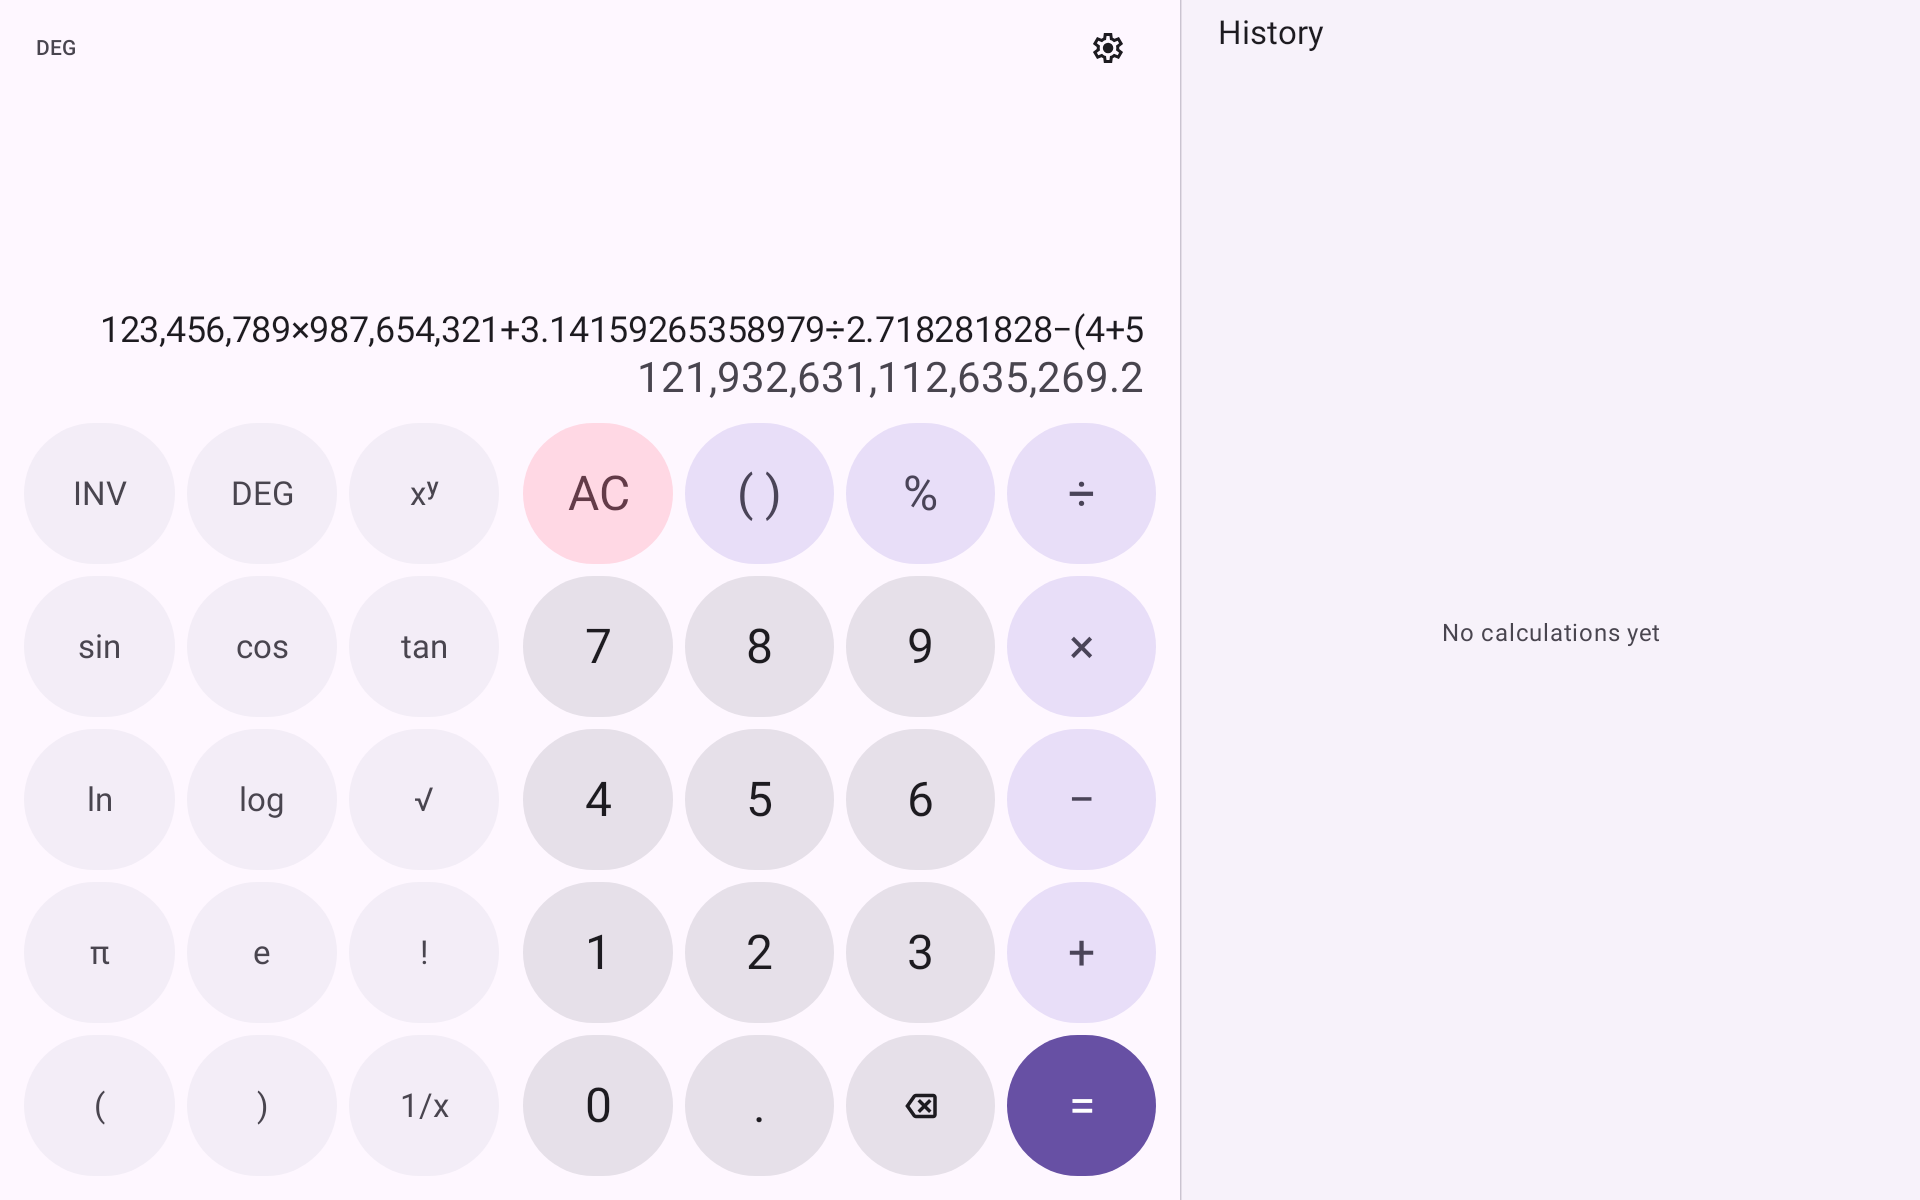 DEG
History
123,456,789×987,654,321+3.14159265358979÷2.718281828−(4+5
121,932,631,112,635,269.2
INV DEG xʸ AC ( ) % ÷
sin cos tan 7 8 9 ×
No calculations yet
ln log √ 4 5 6 −
π e ! 1 2 3 +
( ) 1/x 0 . =